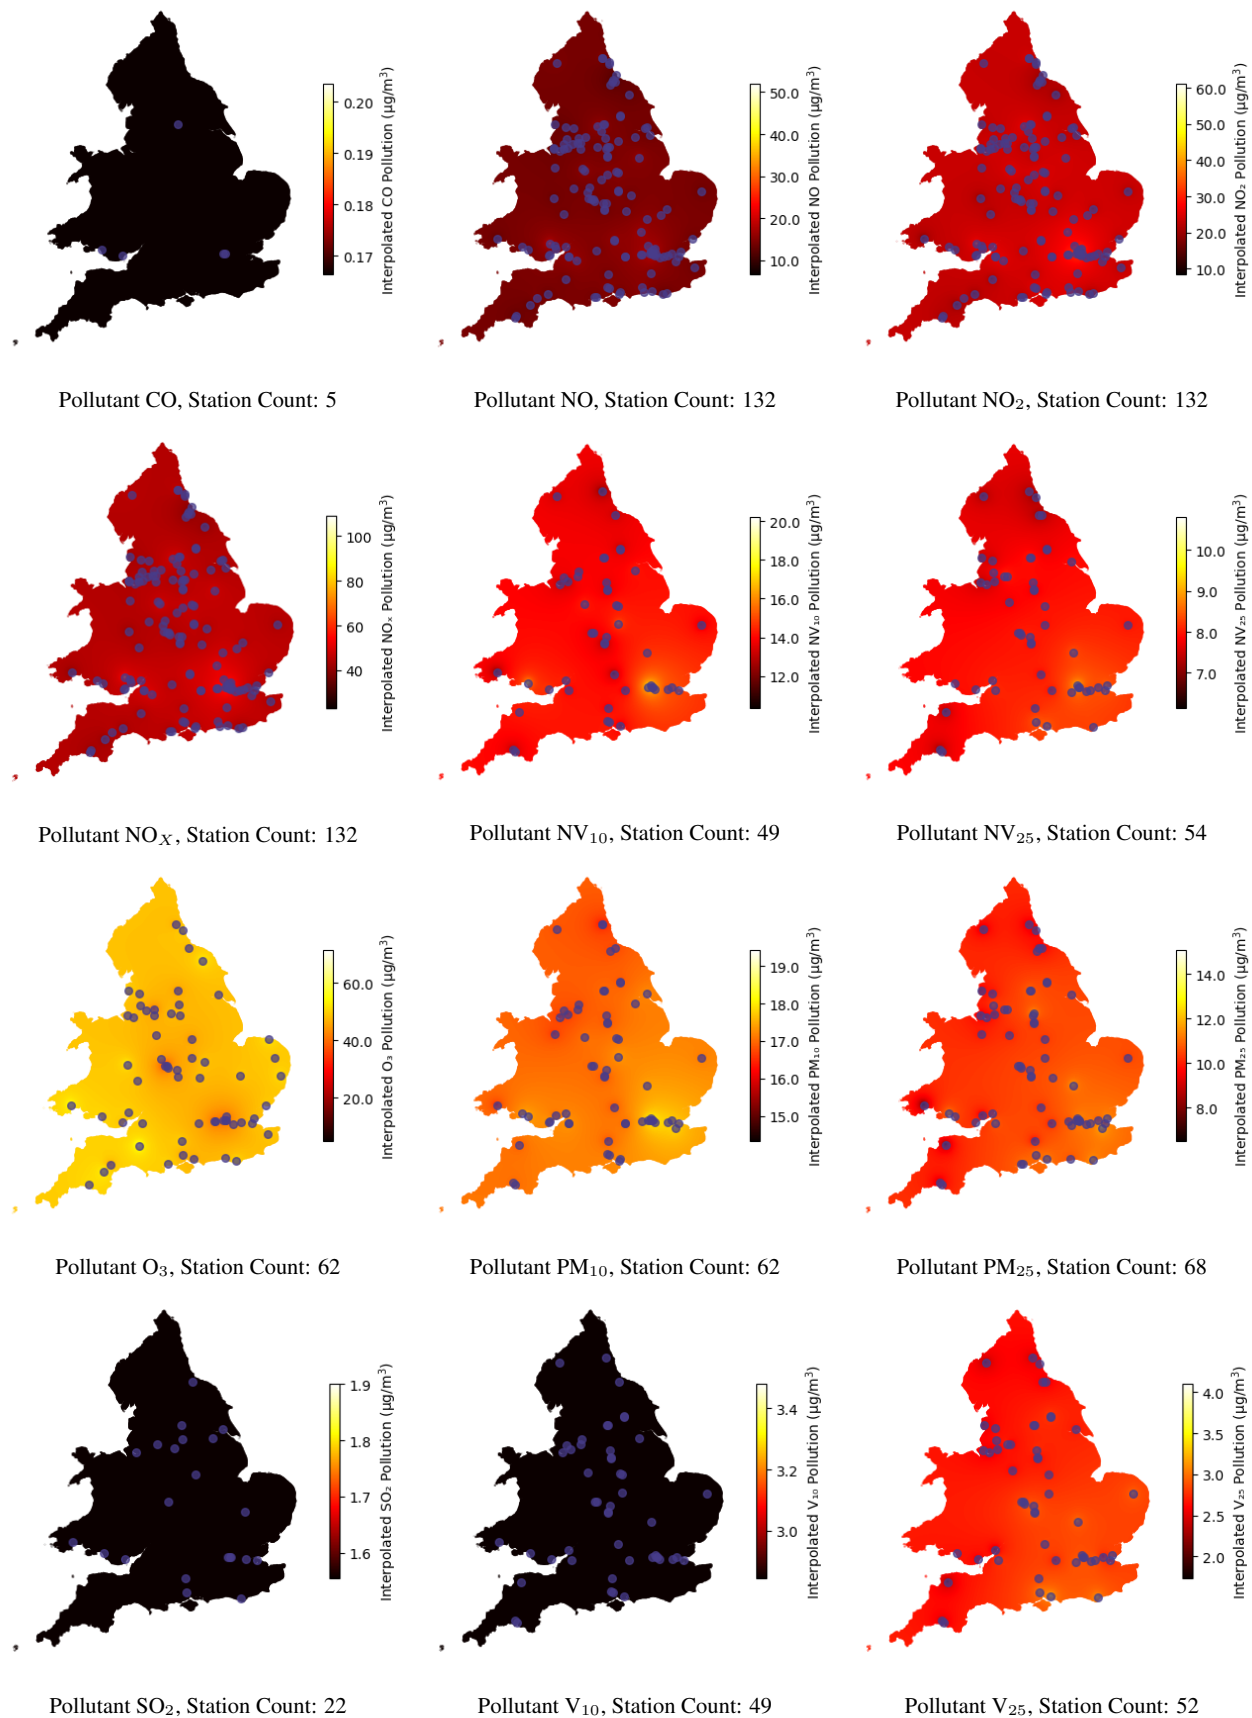 0.20
0.19
0.18
0.17
Interpolated CO Pollution (μg/m³)
50.0
40.0
30.0
20.0
10.0
Interpolated NO Pollution (μg/m³)
60.0
50.0
40.0
30.0
20.0
10.0
Interpolated NO₂ Pollution (μg/m³)
Pollutant CO, Station Count: 5
Pollutant NO, Station Count: 132
Pollutant NO₂, Station Count: 132
100
80
60
40
Interpolated NOₓ Pollution (μg/m³)
20.0
18.0
16.0
14.0
12.0
Interpolated NV₁₀ Pollution (μg/m³)
10.0
9.0
8.0
7.0
Interpolated NV₂₅ Pollution (μg/m³)
Pollutant NO_X, Station Count: 132
Pollutant NV₁₀, Station Count: 49
Pollutant NV₂₅, Station Count: 54
60.0
40.0
20.0
Interpolated O₃ Pollution (μg/m³)
19.0
18.0
17.0
16.0
15.0
Interpolated PM₁₀ Pollution (μg/m³)
14.0
12.0
10.0
8.0
Interpolated PM₂₅ Pollution (μg/m³)
Pollutant O₃, Station Count: 62
Pollutant PM₁₀, Station Count: 62
Pollutant PM₂₅, Station Count: 68
1.9
1.8
1.7
1.6
Interpolated SO₂ Pollution (μg/m³)
3.4
3.2
3.0
Interpolated V₁₀ Pollution (μg/m³)
4.0
3.5
3.0
2.5
2.0
Interpolated V₂₅ Pollution (μg/m³)
Pollutant SO₂, Station Count: 22
Pollutant V₁₀, Station Count: 49
Pollutant V₂₅, Station Count: 52